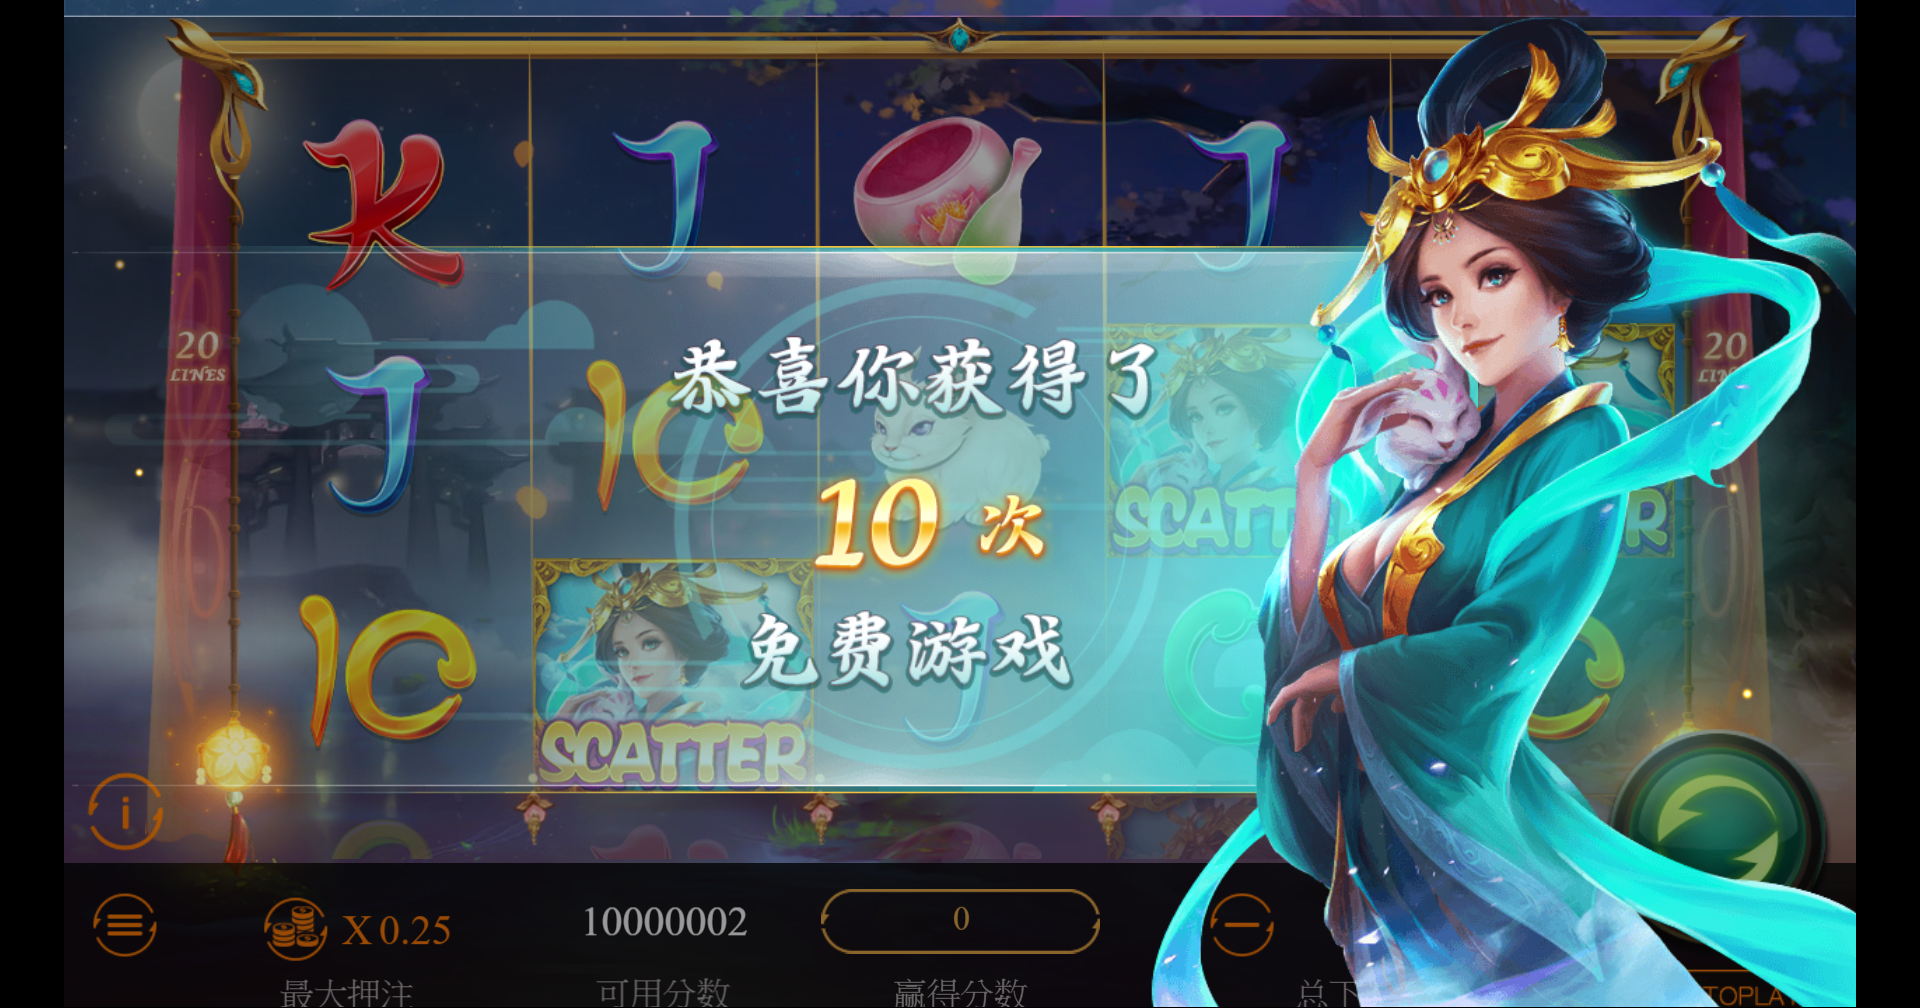 20
LINES
20
恭喜你获得了
10 次
免费游戏
SCATTER
X 0.25
10000002
0
最大押注
可用分数
赢得分数